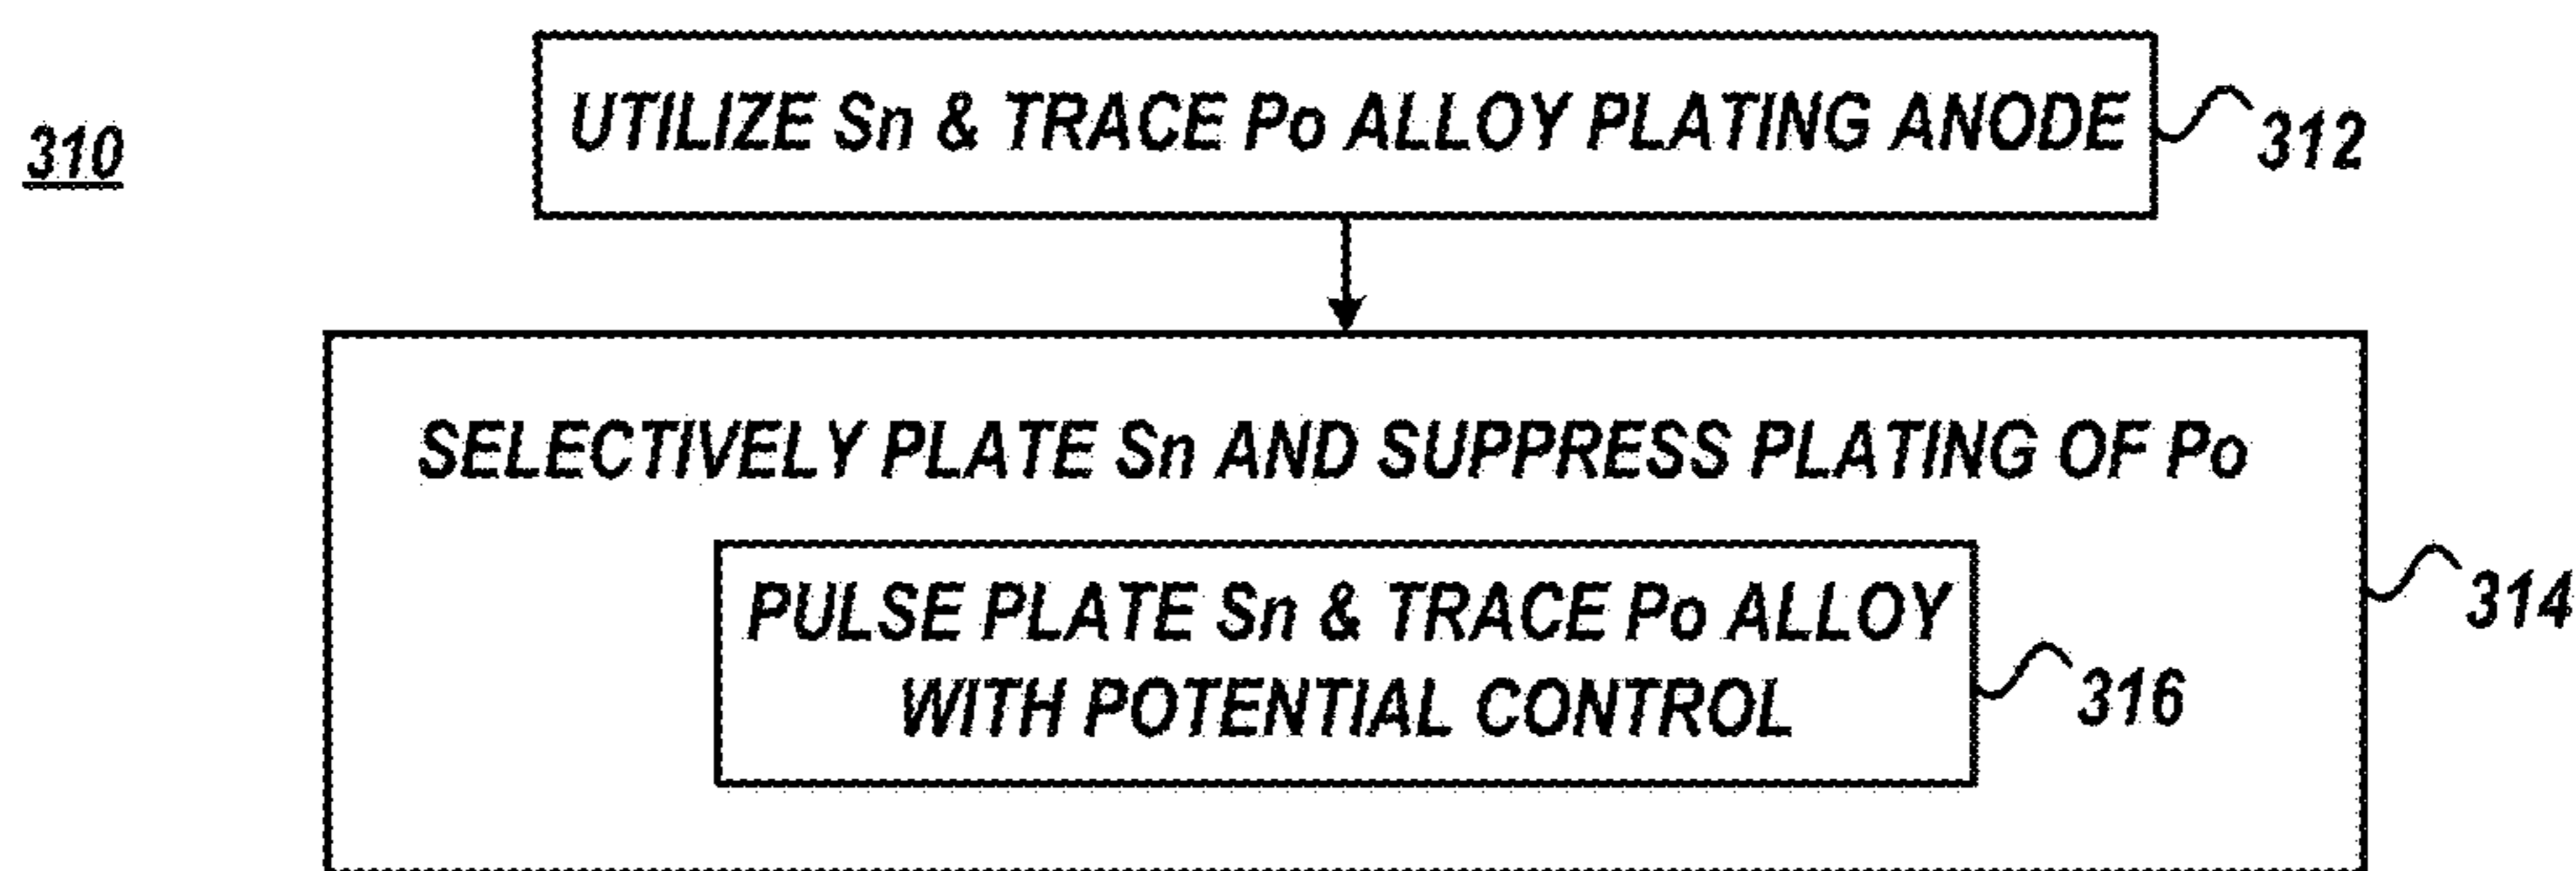 310
UTILIZE Sn & TRACE Po ALLOY PLATING ANODE
312
SELECTIVELY PLATE Sn AND SUPPRESS PLATING OF Po
314
PULSE PLATE Sn & TRACE Po ALLOY
WITH POTENTIAL CONTROL
316